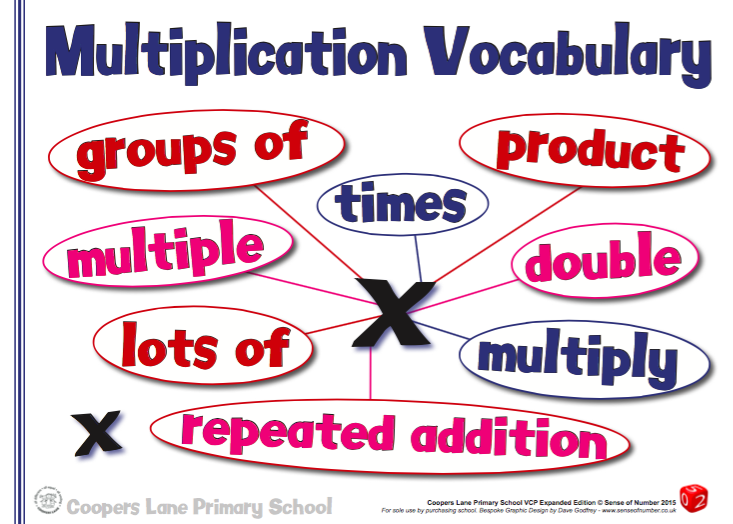 Multiplication Vocabulary
groups of
product
times
multiple
double
x
lots of
multiply
x
repeated addition
Coopers Lane Primary School
Coopers Lane Primary School VCP Expanded Edition © Sense of Number 2015
For sole use by purchasing school. Bespoke Graphic Design by Dave Godfrey - www.senseofnumber.co.uk